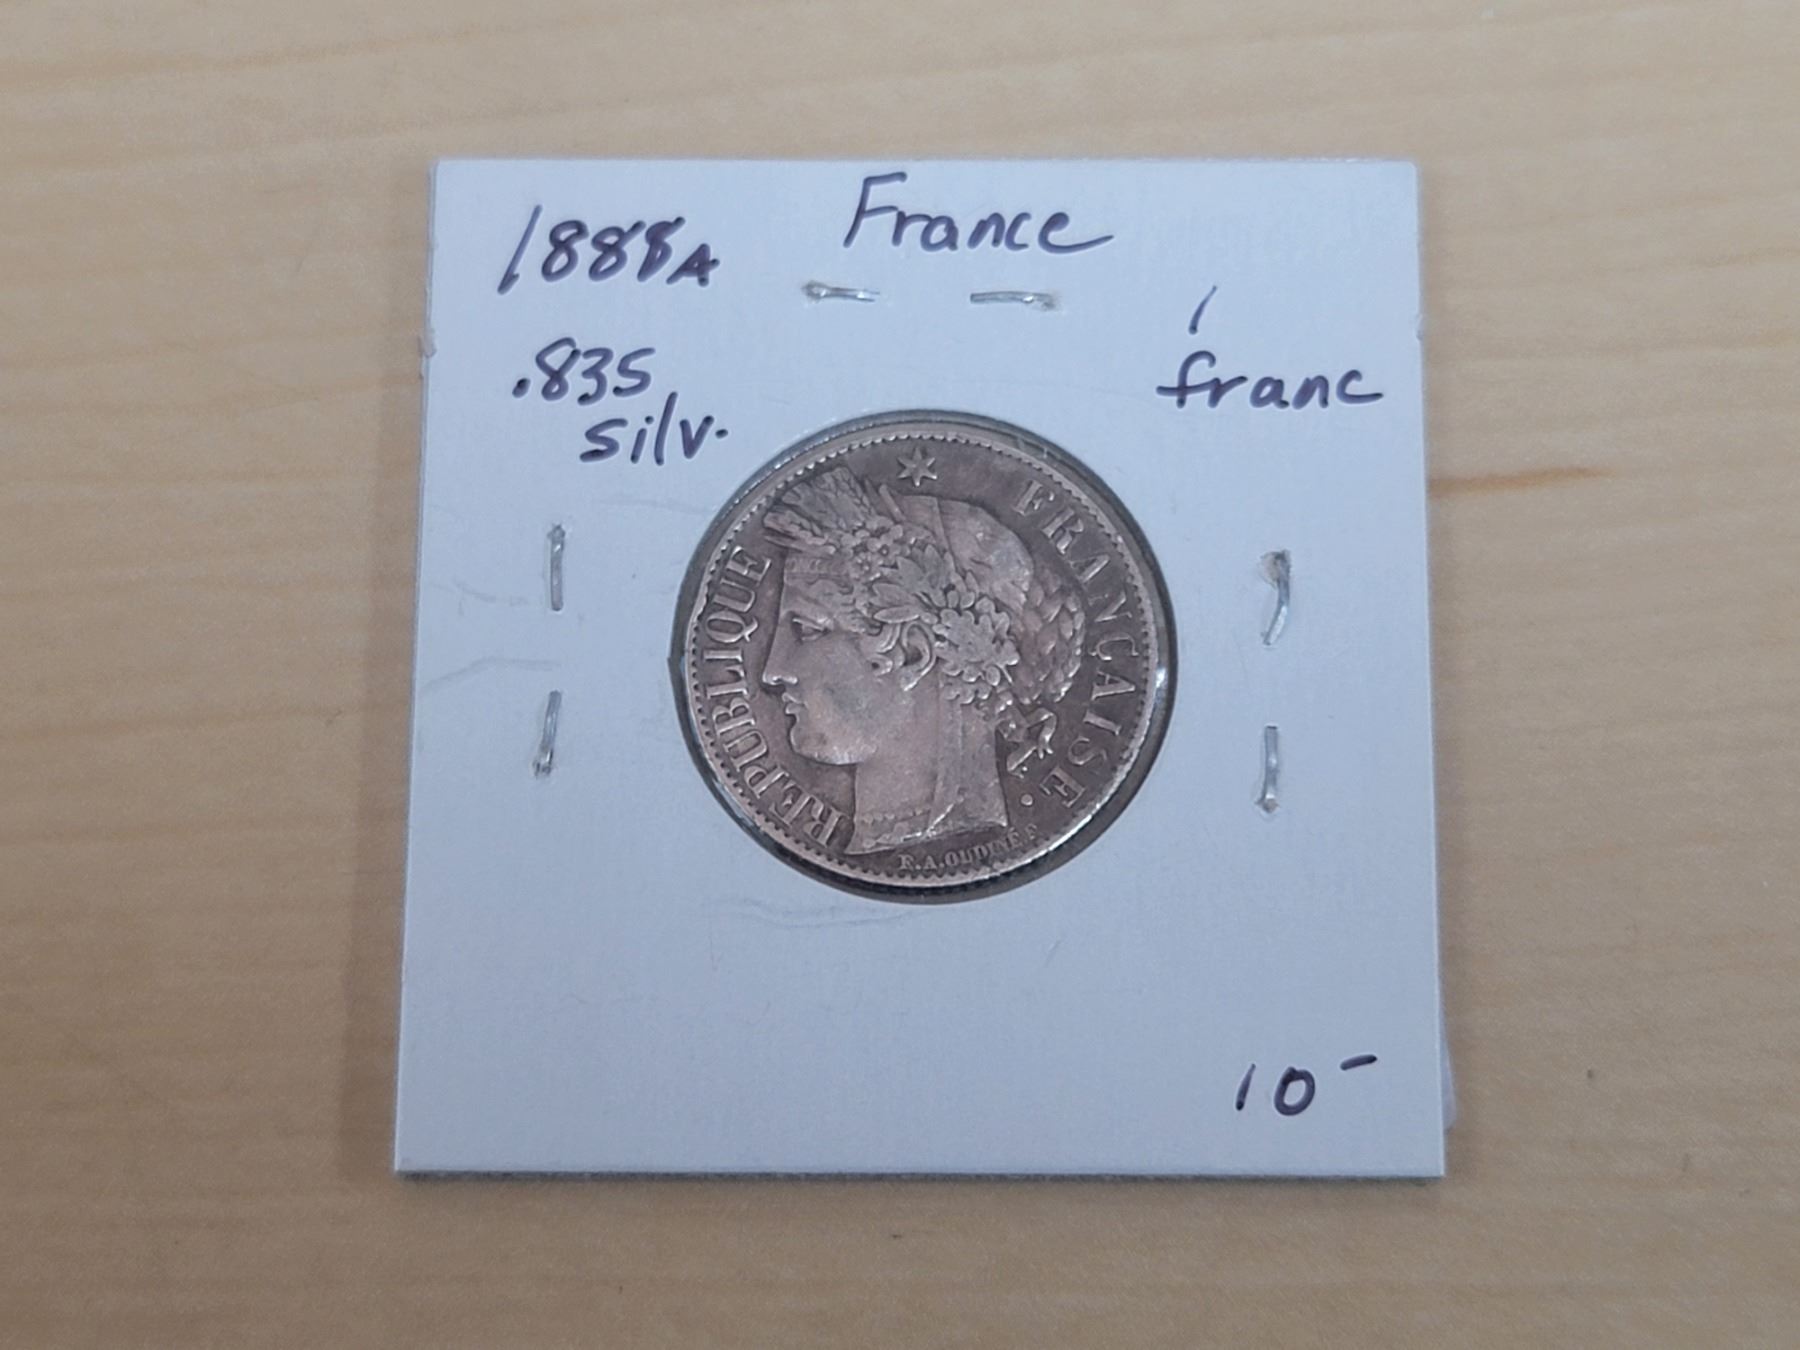 1888A
France
.835
silv.
1
franc
RÉPUBLIQUE
FRANÇAISE
E.A.OUDINÉ.F.
10-